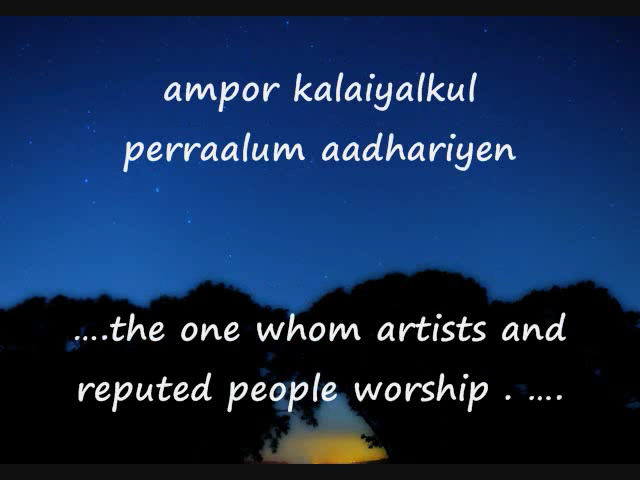 ampor kalaiyalkul
perraalum aadhariyen
....the one whom artists and
reputed people worship . ....